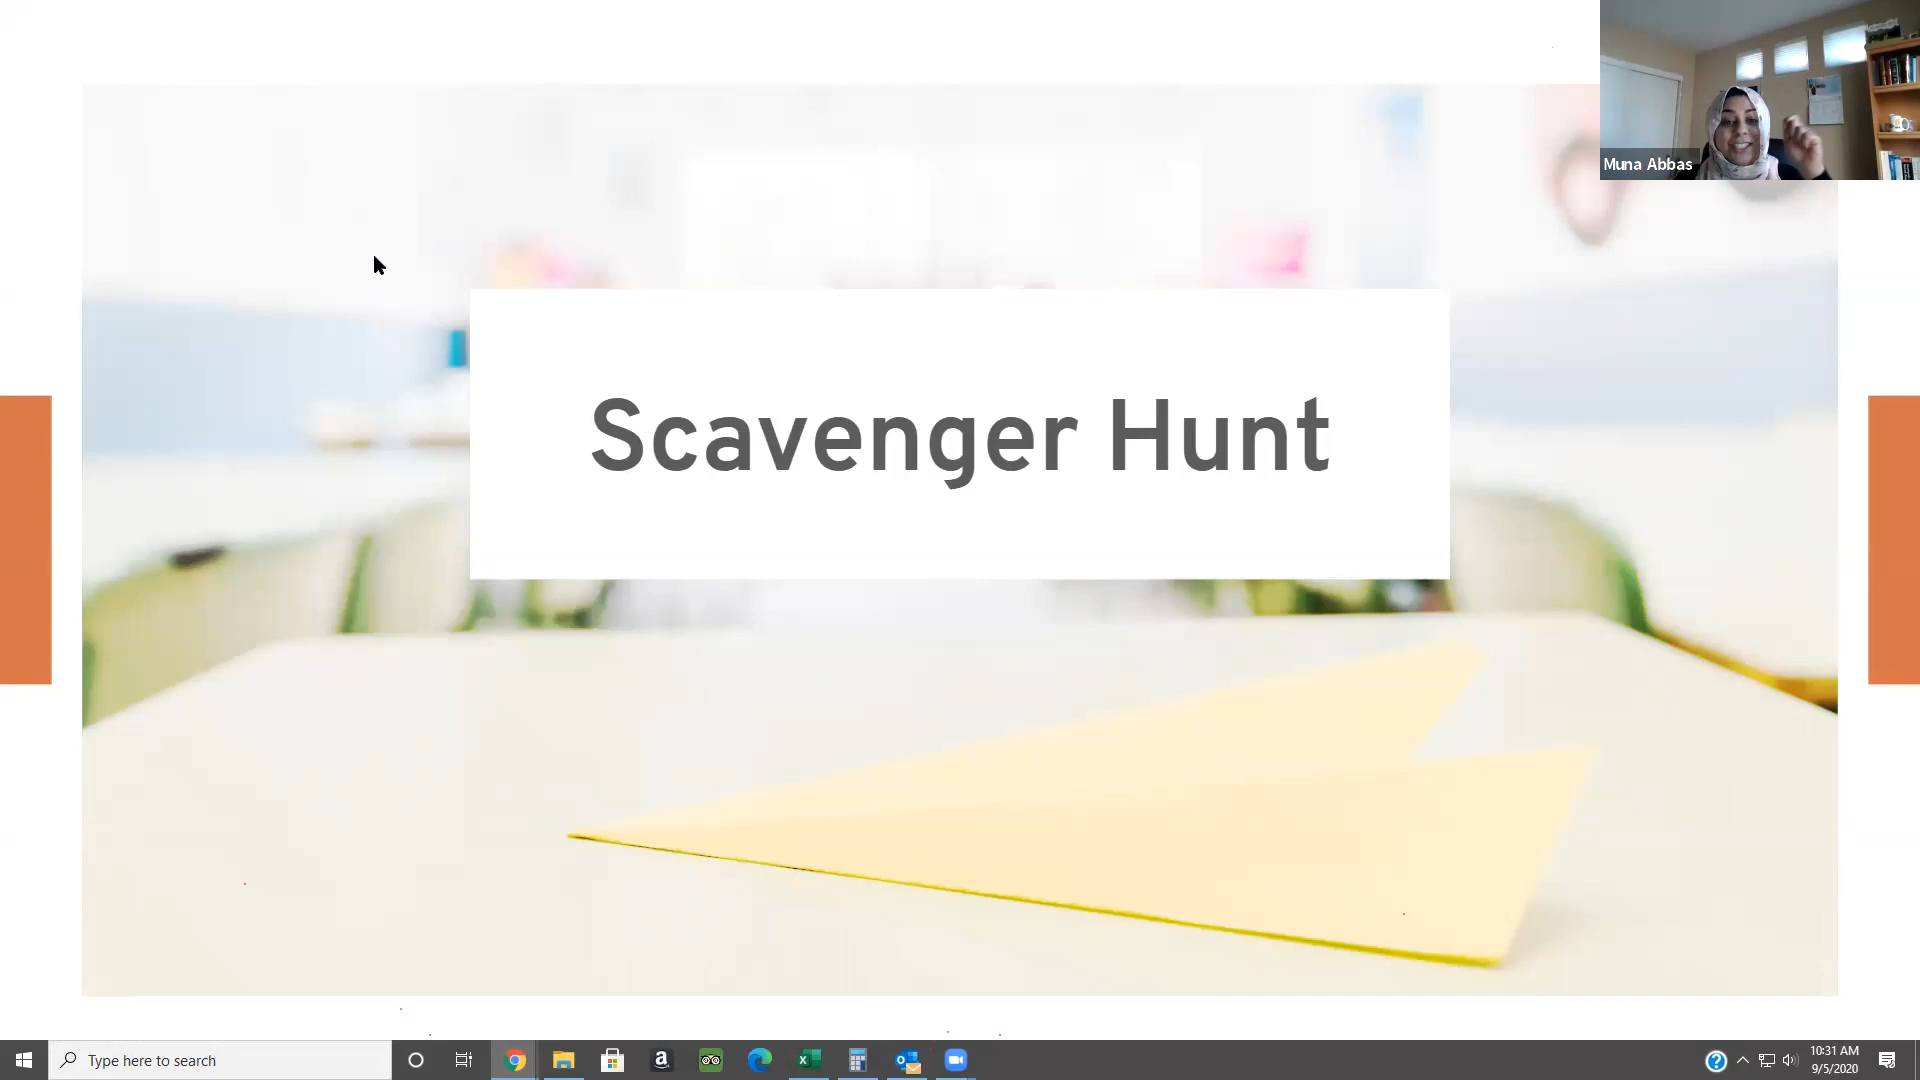 Muna Abbas
Scavenger Hunt
Type here to search
10:31 AM
9/5/2020